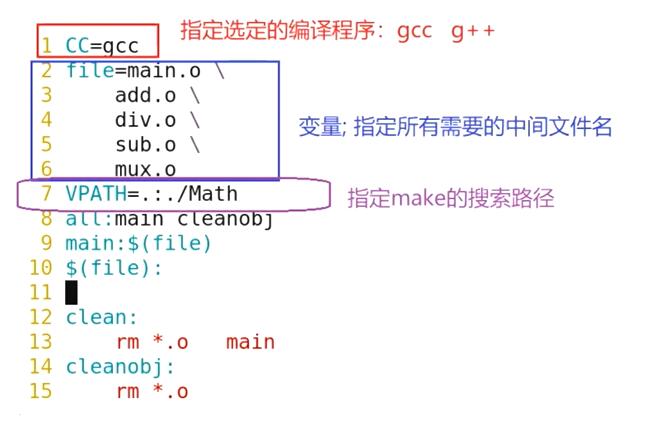 指定选定的编译程序：gcc g++
1 CC=gcc
2 file=main.o \
3 add.o \
4 div.o \
5 sub.o \
6 mux.o
变量; 指定所有需要的中间文件名
7 VPATH=.:./Math
指定make的搜索路径
8 all:main cleanobj
9 main:$(file)
10 $(file):
11
12 clean:
13 rm *.o main
14 cleanobj:
15 rm *.o